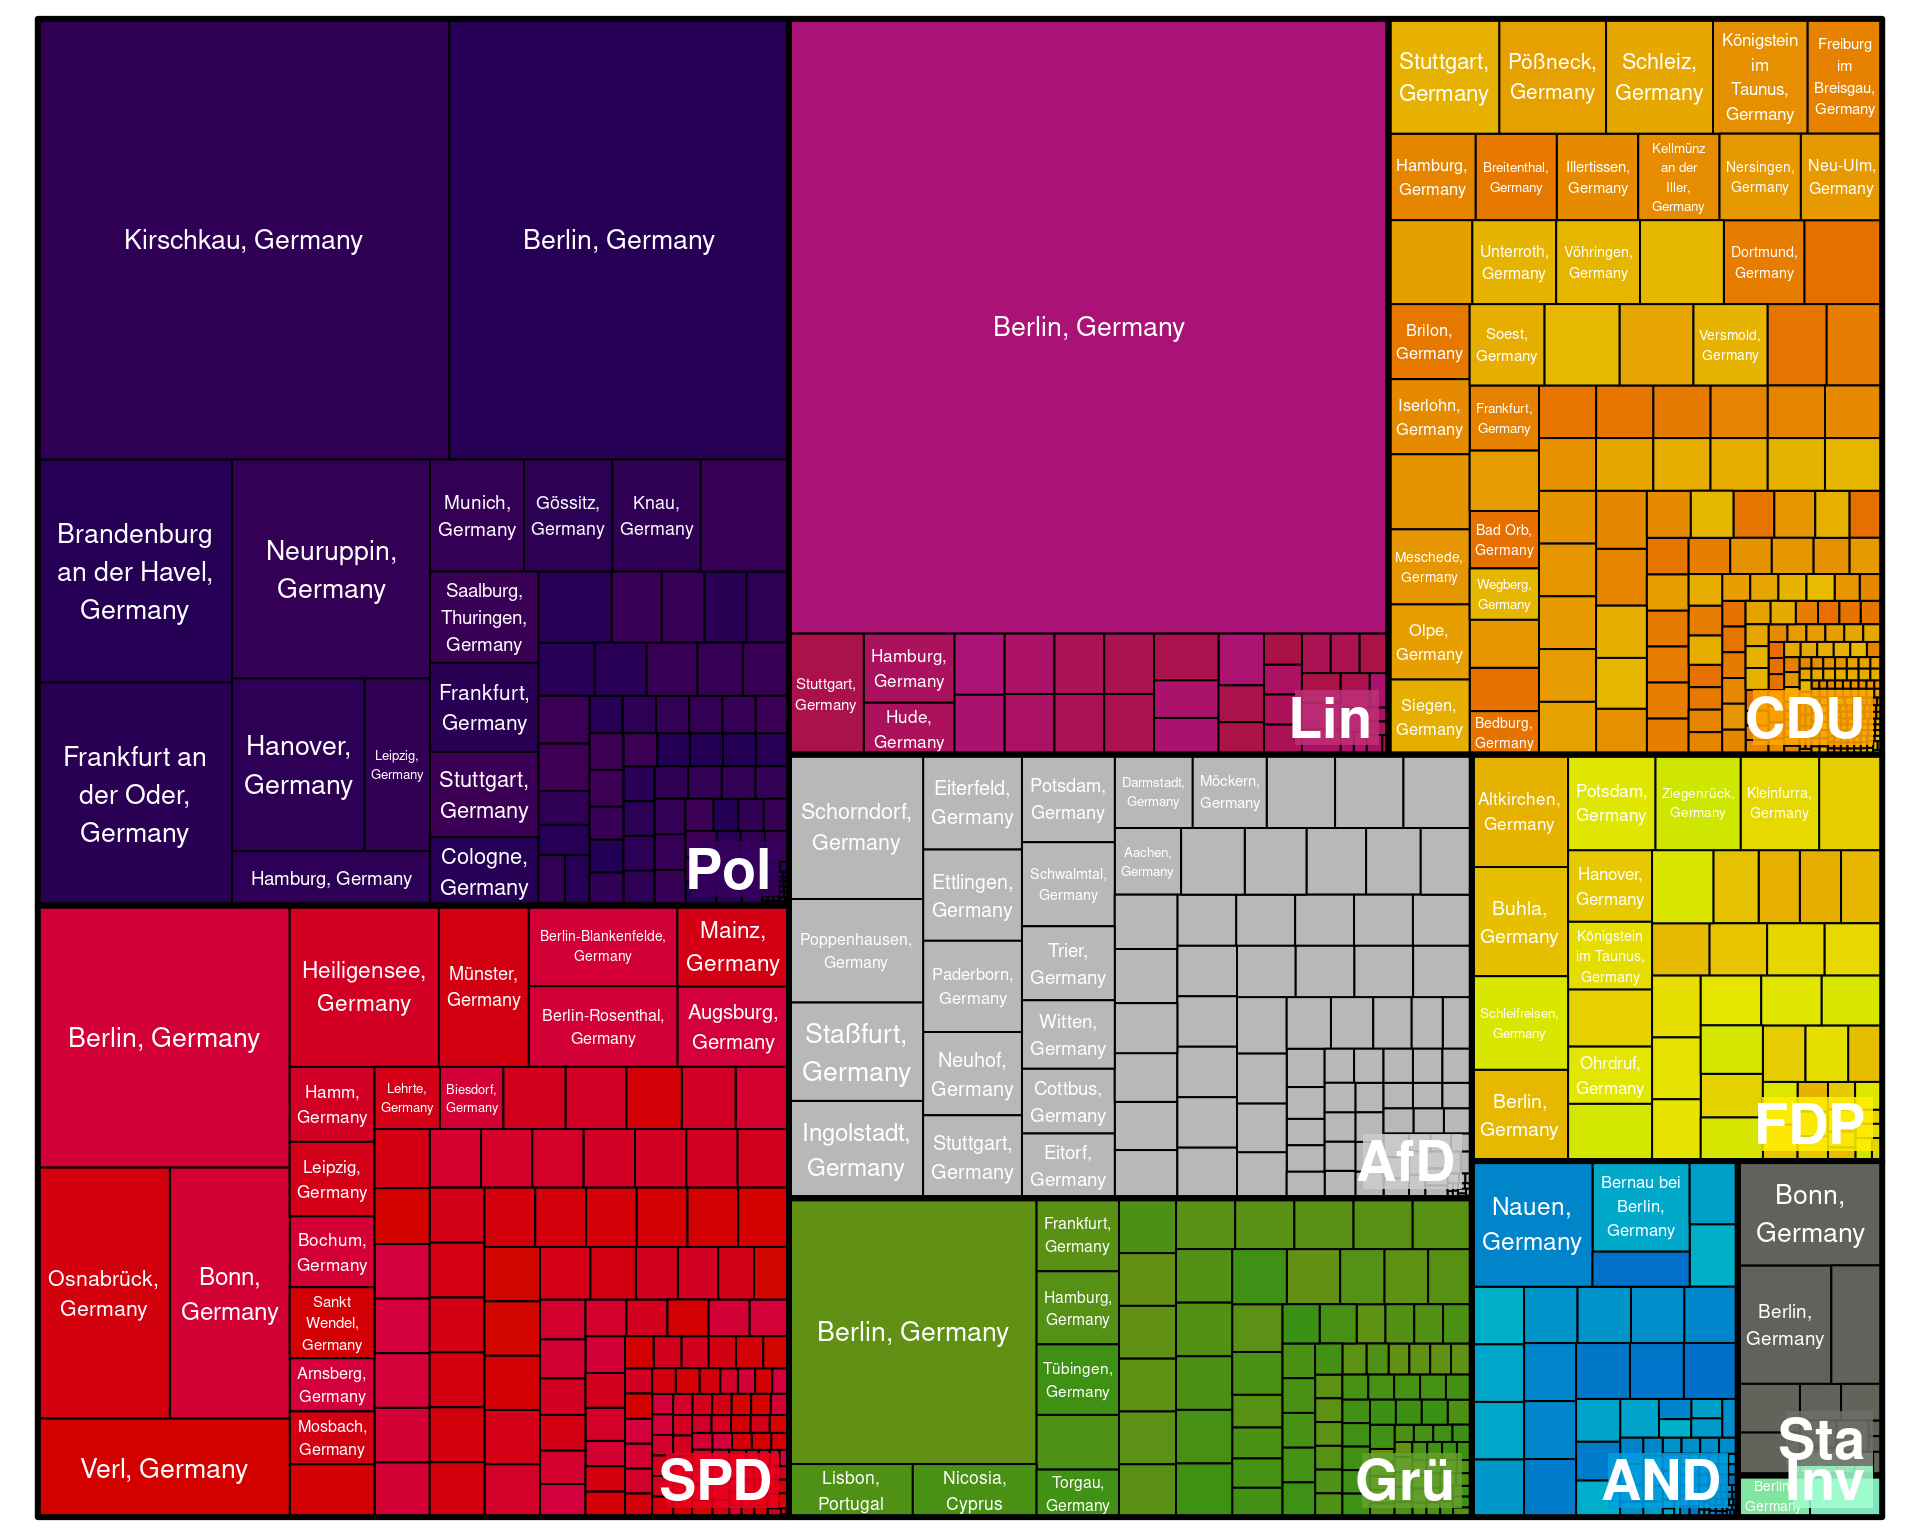 Kirschkau, Germany
Berlin, Germany
Brandenburg
an der Havel,
Germany
Neuruppin,
Germany
Munich,
Germany
Gössitz,
Germany
Knau,
Germany
Saalburg,
Thuringen,
Germany
Frankfurt an
der Oder,
Germany
Hanover,
Germany
Leipzig,
Germany
Frankfurt,
Germany
Stuttgart,
Germany
Hamburg, Germany
Cologne,
Germany
Pol
Berlin, Germany
Stuttgart,
Germany
Hamburg,
Germany
Hude,
Germany
Lin
Stuttgart,
Germany
Pößneck,
Germany
Schleiz,
Germany
Königstein
im
Taunus,
Germany
Freiburg
im
Breisgau,
Germany
Hamburg,
Germany
Breitenthal,
Germany
Illertissen,
Germany
Kellmünz
an der
Iller,
Germany
Nersingen,
Germany
Neu-Ulm,
Germany
Unterroth,
Germany
Vöhringen,
Germany
Dortmund,
Germany
Brilon,
Germany
Soest,
Germany
Versmold,
Germany
Iserlohn,
Germany
Frankfurt,
Germany
Bad Orb,
Germany
Meschede,
Germany
Wegberg,
Germany
Olpe,
Germany
Siegen,
Germany
Bedburg,
Germany
CDU
Berlin, Germany
Heiligensee,
Germany
Münster,
Germany
Berlin-Blankenfelde,
Germany
Mainz,
Germany
Berlin-Rosenthal,
Germany
Augsburg,
Germany
Hamm,
Germany
Lehrte,
Germany
Biesdorf,
Germany
Leipzig,
Germany
Osnabrück,
Germany
Bonn,
Germany
Bochum,
Germany
Sankt
Wendel,
Germany
Arnsberg,
Germany
Mosbach,
Germany
Verl, Germany
SPD
Schorndorf,
Germany
Eiterfeld,
Germany
Potsdam,
Germany
Darmstadt,
Germany
Möckern,
Germany
Poppenhausen,
Germany
Ettlingen,
Germany
Schwalmtal,
Germany
Aachen,
Germany
Paderborn,
Germany
Trier,
Germany
Staßfurt,
Germany
Neuhof,
Germany
Witten,
Germany
Cottbus,
Germany
Ingolstadt,
Germany
Stuttgart,
Germany
Eitorf,
Germany
AfD
Altkirchen,
Germany
Potsdam,
Germany
Ziegenrück,
Germany
Kleinfurra,
Germany
Buhla,
Germany
Hanover,
Germany
Königstein
im Taunus,
Germany
Schleifreisen,
Germany
Ohrdruf,
Germany
Berlin,
Germany
FDP
Berlin, Germany
Frankfurt,
Germany
Hamburg,
Germany
Tübingen,
Germany
Lisbon,
Portugal
Nicosia,
Cyprus
Torgau,
Germany
Grü
Nauen,
Germany
Bernau bei
Berlin,
Germany
AND
Bonn,
Germany
Berlin,
Germany
Sta
Berlin,
Germany
Inv